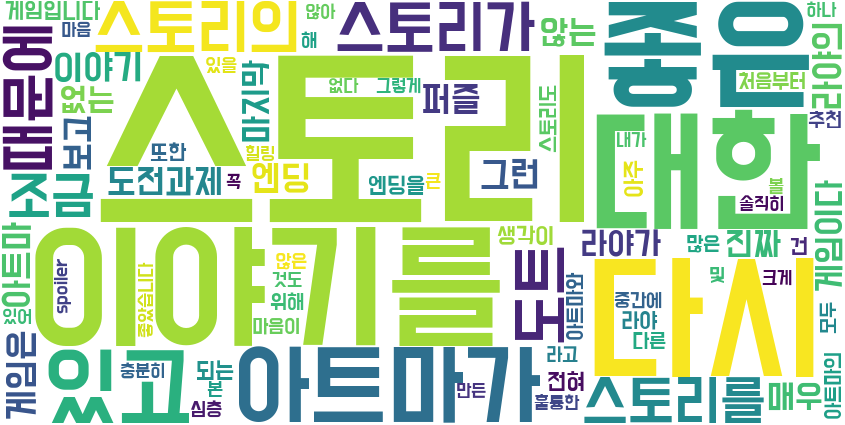 게임입니다
마음
스토리의
않아
해
스토리가
않는
좋은
하나
라야의
때문에
이야기
없는
있을
마지막
스토리
없다
그렇게
퍼즐
스토리도
처음부터
추천
대한
내가
아주
보고
또한
힐링
조금
도전과제
꼭
엔딩
엔딩을
큰
그런
볼
솔직히
아트마
이야기를
생각이
라야가
많은
진짜
건
게임이다
spoiler
좋았습니다
않은
것도
위해
마음이
도트
아트마와
다시
중간에
라야
다른
및
크게
모두
있어
게임은
있고
충분히
되는
본
심층
아트마가
라고
전혀
만든
훌륭한
스토리를
매우
아트마인